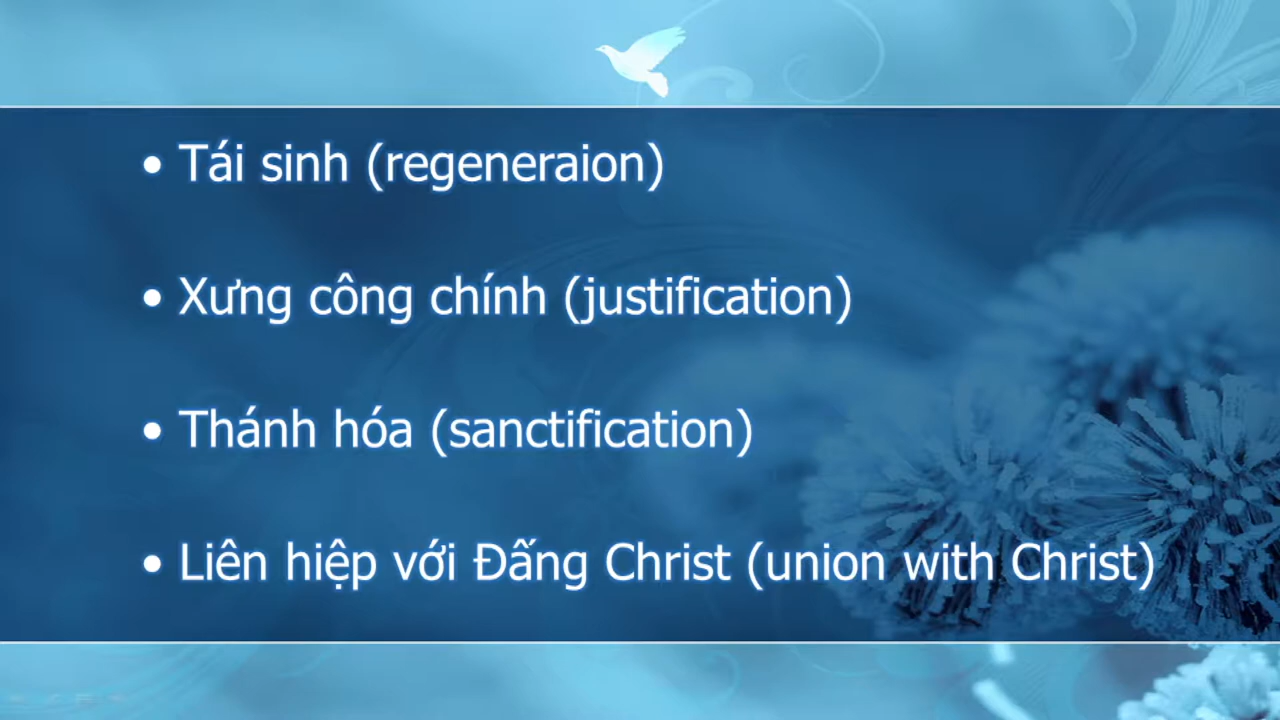 • Tái sinh (regeneraion)
• Xưng công chính (justification)
• Thánh hóa (sanctification)
• Liên hiệp với Đấng Christ (union with Christ)